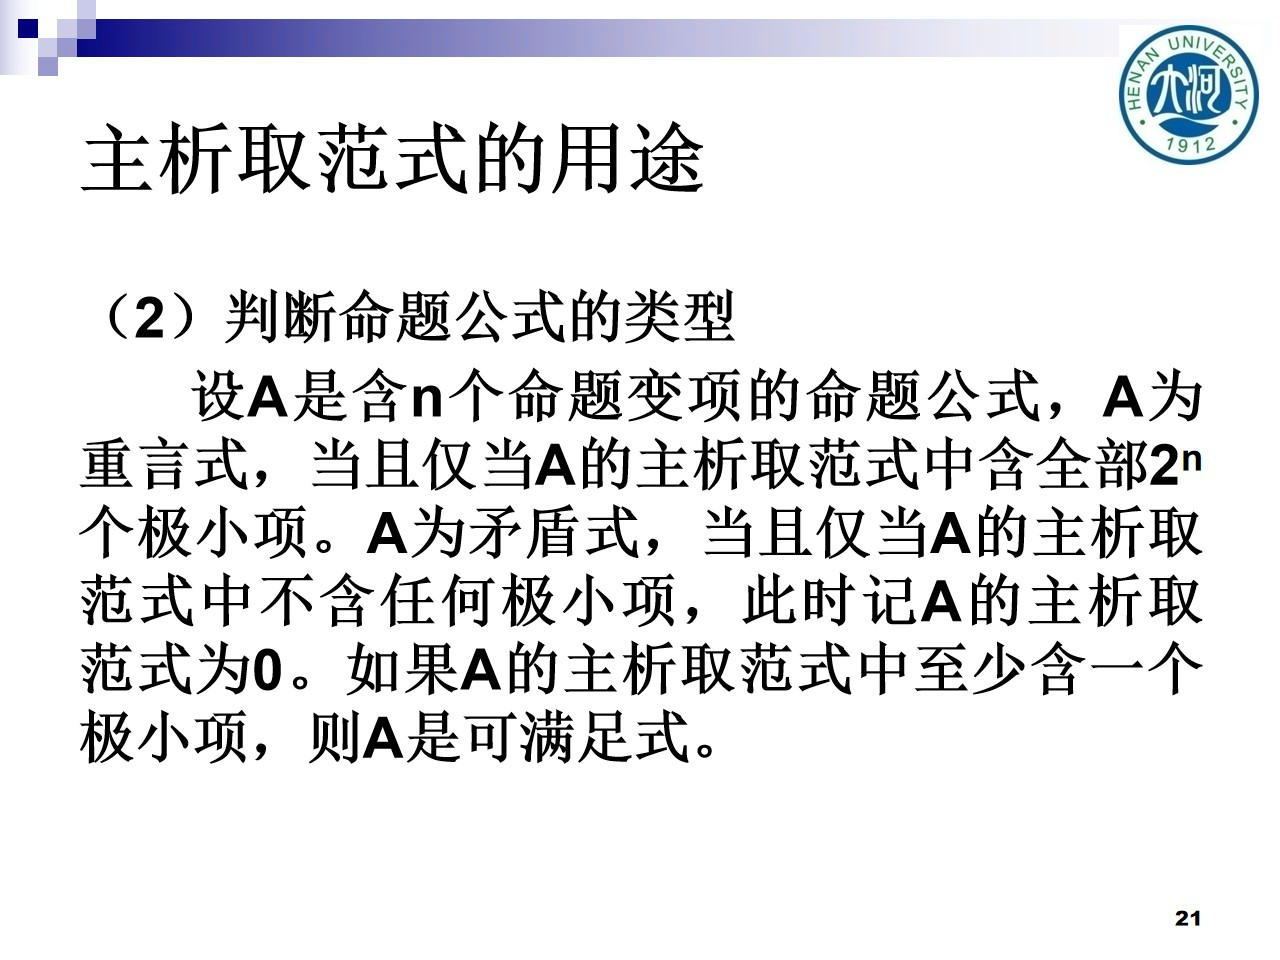 HENAN UNIVERSITY
1912
主析取范式的用途
（2）判断命题公式的类型
设A是含n个命题变项的命题公式，A为
重言式，当且仅当A的主析取范式中含全部2ⁿ
个极小项。A为矛盾式，当且仅当A的主析取
范式中不含任何极小项，此时记A的主析取
范式为0。如果A的主析取范式中至少含一个
极小项，则A是可满足式。
21